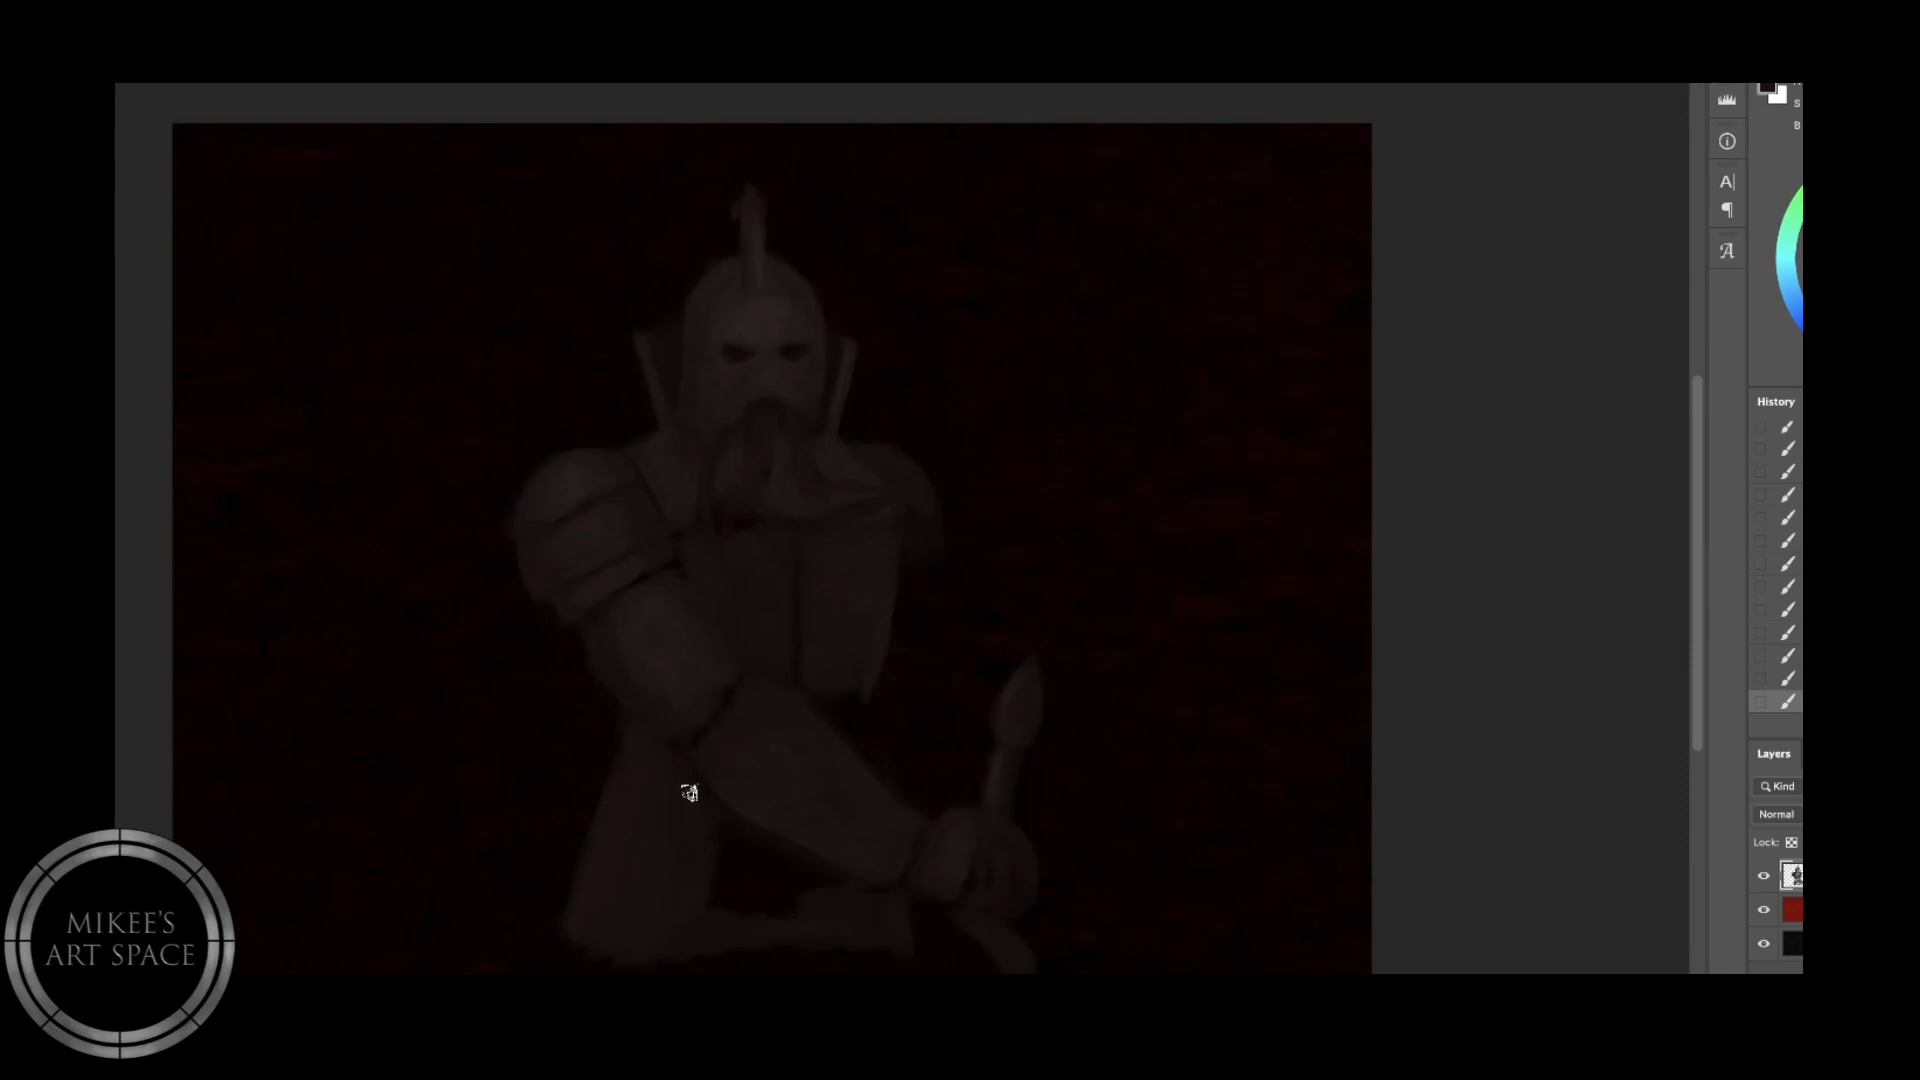 S
B
A|
¶
A
History
Layers
Kind
Normal
Lock:
MIKEE'S
ART SPACE